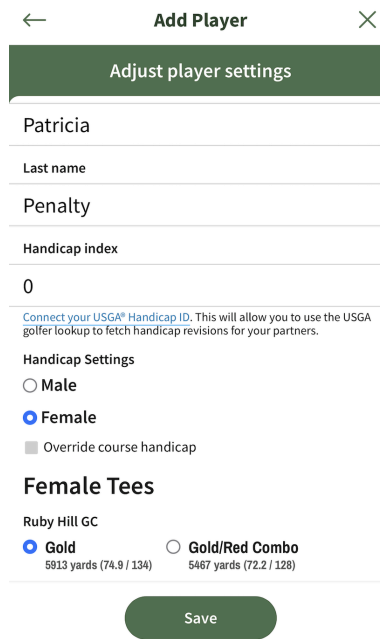 Add Player
Adjust player settings
Patricia
Last name
Penalty
Handicap index
0
Connect your USGA® Handicap ID. This will allow you to use the USGA
golfer lookup to fetch handicap revisions for your partners.
Handicap Settings
Male
Female
Override course handicap
Female Tees
Ruby Hill GC
Gold Gold/Red Combo
5913 yards (74.9 / 134) 5467 yards (72.2 / 128)
Save